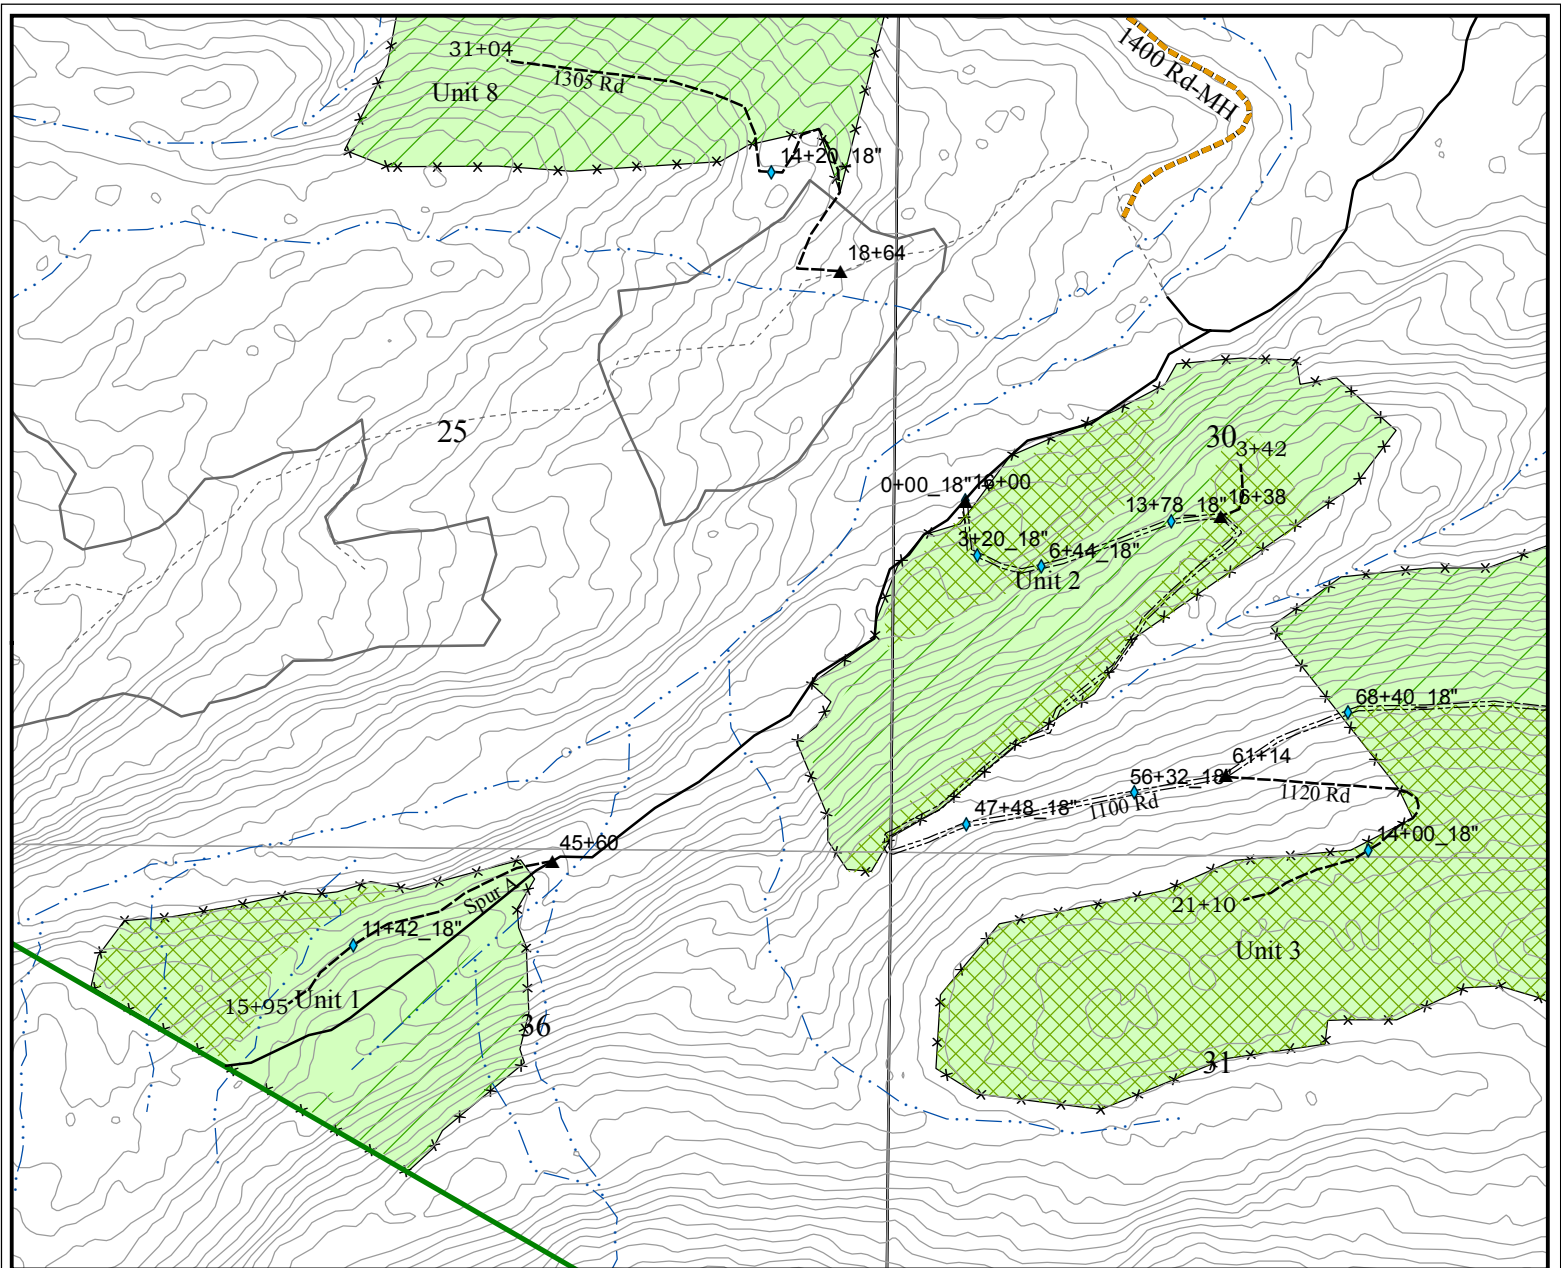 1400 Rd-MH
31+04
1305 Rd
Unit 8
14+20_18"
18+64
25
30
3+42
0+00_18"
16+00
13+78_18"
16+38
3+20_18"
6+44_18"
Unit 2
68+40_18"
61+14
56+32_18"
1120 Rd
47+48_18"
1100 Rd
14+00_18"
45+60
Spur A
21+10
11+42_18"
Unit 3
15+95
Unit 1
36
31